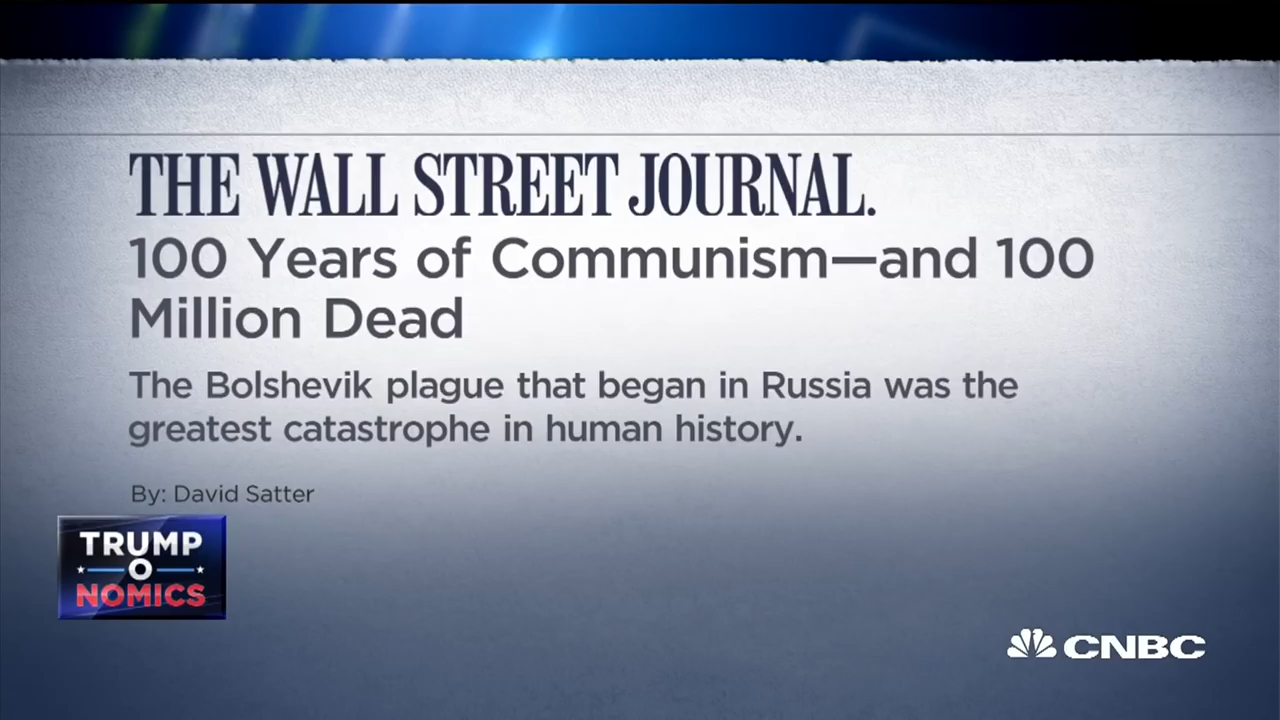 THE WALL STREET JOURNAL.
100 Years of Communism—and 100
Million Dead
The Bolshevik plague that began in Russia was the
greatest catastrophe in human history.
By: David Satter
TRUMP
O
NOMICS
CNBC